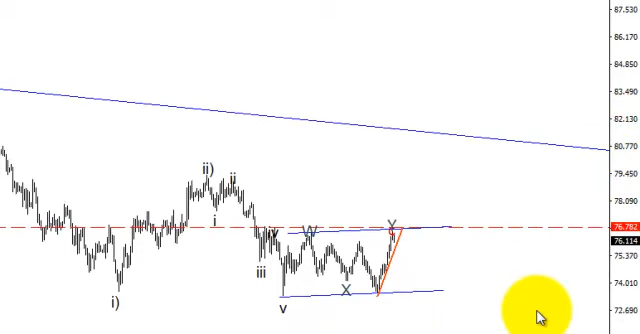 87.530
86.170
84.850
83.490
82.130
80.770
79.450
78.090
76.782
76.114
75.370
74.010
72.690
ii)
ii
i
iv
W
Y
iii
X
i)
v